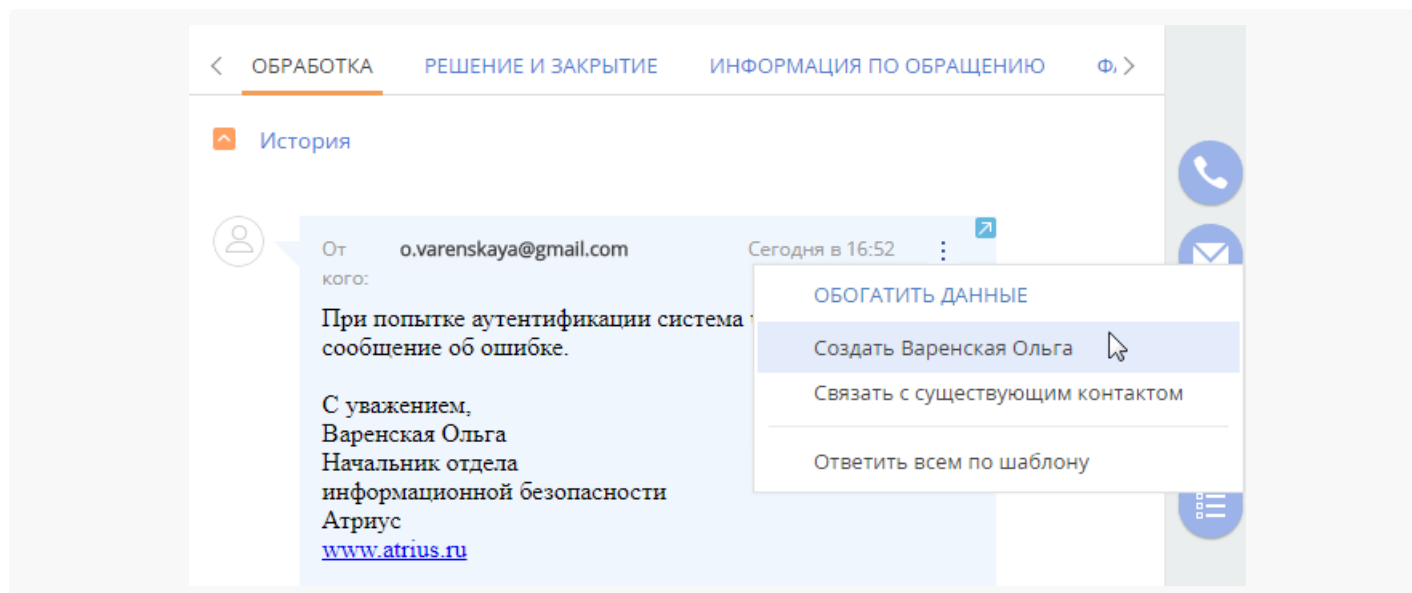 ОБРАБОТКА РЕШЕНИЕ И ЗАКРЫТИЕ ИНФОРМАЦИЯ ПО ОБРАЩЕНИЮ
История
От кого: o.varenskaya@gmail.com Сегодня в 16:52
При попытке аутентификации система
сообщение об ошибке.
С уважением,
Варенская Ольга
Начальник отдела
информационной безопасности
Атриус
www.atrius.ru
ОБОГАТИТЬ ДАННЫЕ
Создать Варенская Ольга
Связать с существующим контактом
Ответить всем по шаблону